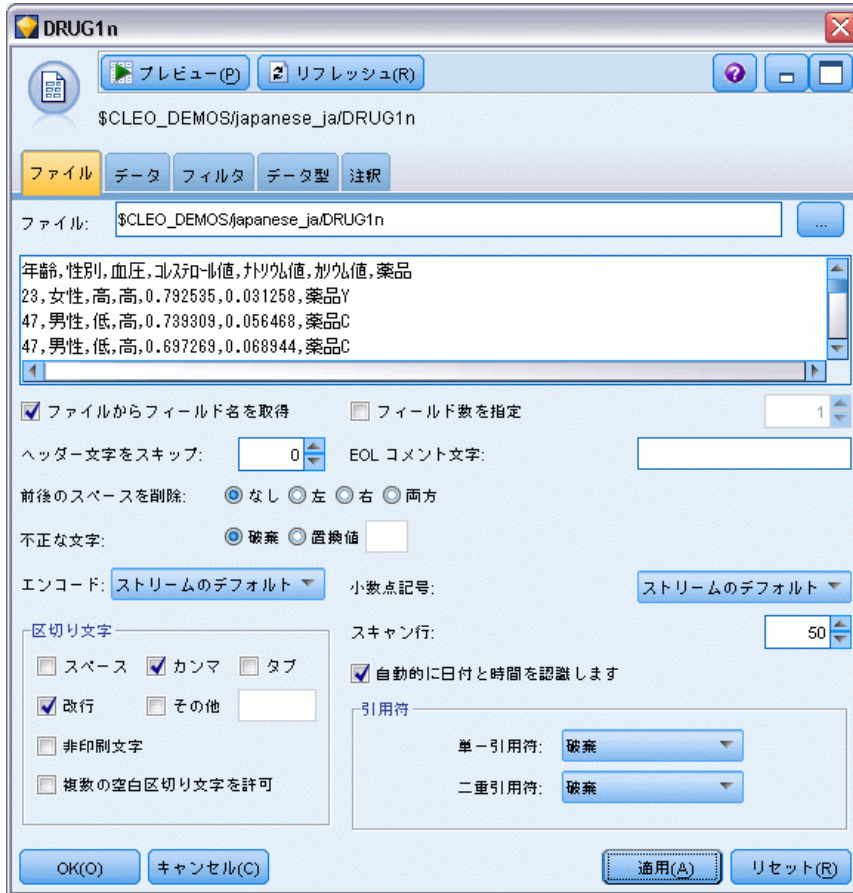 DRUG1n
プレビュー(P) リフレッシュ(R)
$CLEO_DEMOS/japanese_ja/DRUG1n
ファイル データ フィルタ データ型 注釈
ファイル: $CLEO_DEMOS/japanese_ja/DRUG1n ...
年齢,性別,血圧,ｺﾚｽﾃﾛｰﾙ値,ﾅﾄﾘｳﾑ値,ｶﾘｳﾑ値,薬品
23,女性,高,高,0.792535,0.031258,薬品Y
47,男性,低,高,0.739309,0.056468,薬品C
47,男性,低,高,0.697269,0.068944,薬品C
ファイルからフィールド名を取得 フィールド数を指定 1
ヘッダー文字をスキップ: 0 EOL コメント文字:
前後のスペースを削除: なし 左 右 両方
不正な文字: 破棄 置換値
エンコード: ストリームのデフォルト 小数点記号: ストリームのデフォルト
区切り文字 スキャン行: 50
スペース カンマ タブ 自動的に日付と時間を認識します
改行 その他 引用符
非印刷文字 単一引用符: 破棄
複数の空白区切り文字を許可 二重引用符: 破棄
OK(O) キャンセル(C) 適用(A) リセット(R)